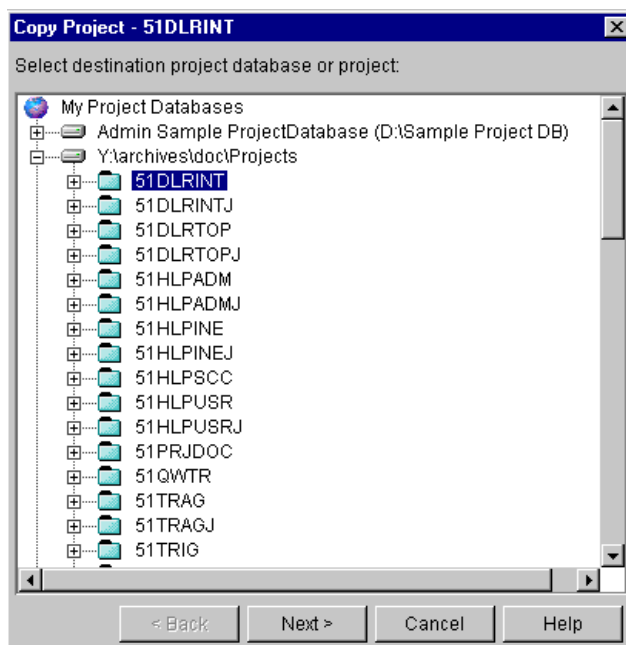 Copy Project - 51DLRINT
Select destination project database or project:
My Project Databases
Admin Sample ProjectDatabase (D:\Sample Project DB)
Y:\archives\doc\Projects
51DLRINT
51DLRINTJ
51DLRTOP
51DLRTOPJ
51HLPADM
51HLPADMJ
51HLPINE
51HLPINEJ
51HLPSCC
51HLPUSR
51HLPUSRJ
51PRJDOC
51QWTR
51TRAG
51TRAGJ
51TRIG
< Back Next > Cancel Help